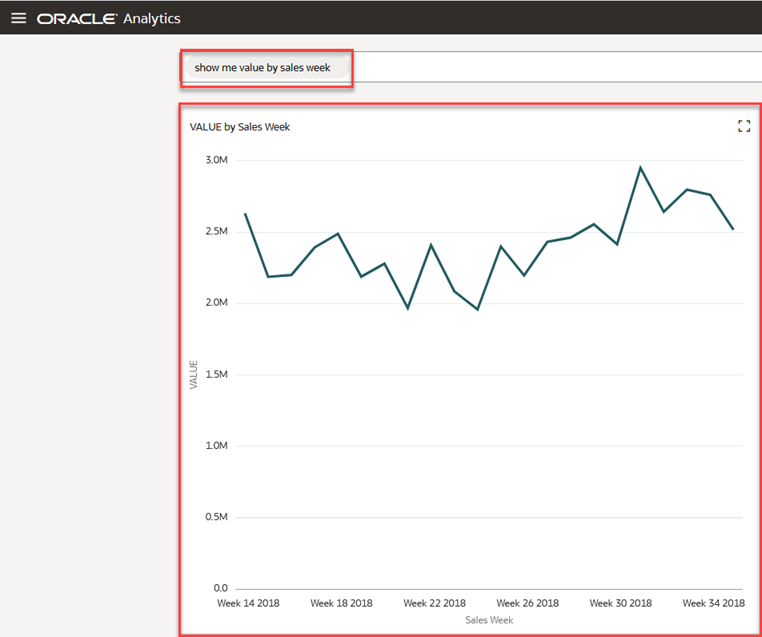 ORACLE Analytics
show me value by sales week
VALUE by Sales Week
3.0M
2.5M
2.0M
1.5M
1.0M
0.5M
0.0
VALUE
Week 14 2018 Week 18 2018 Week 22 2018 Week 26 2018 Week 30 2018 Week 34 2018
Sales Week